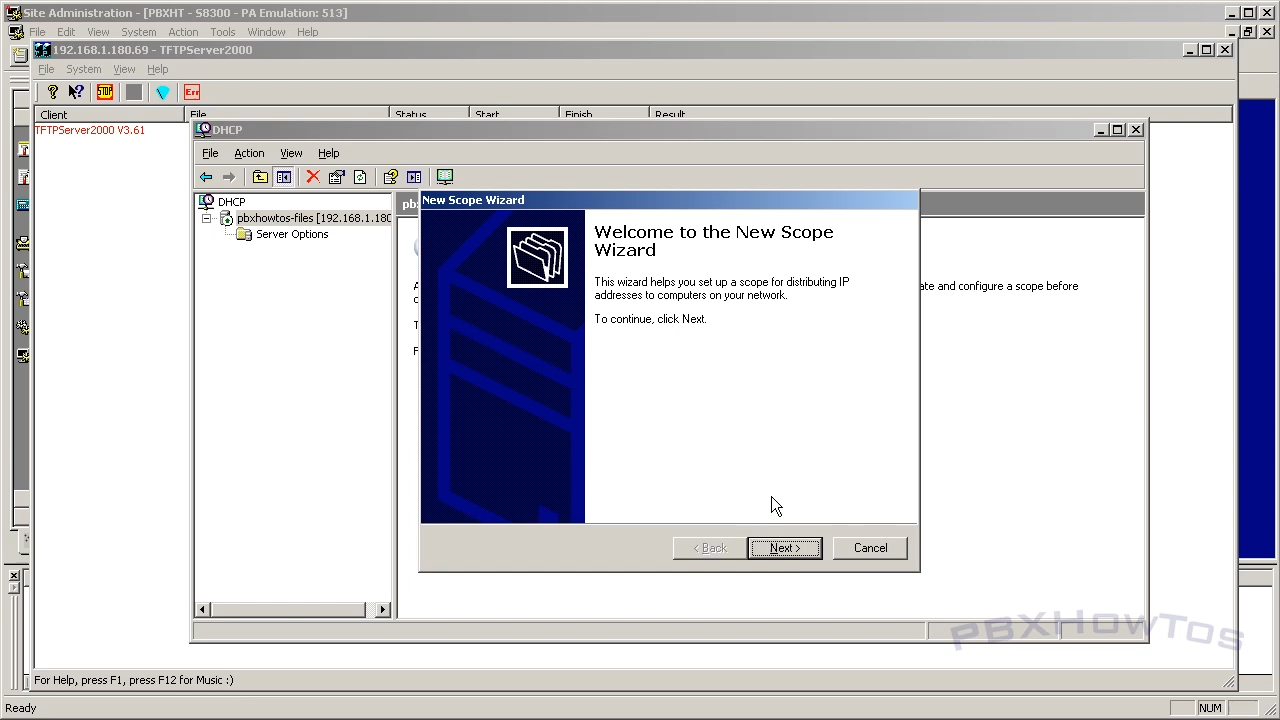 Site Administration - [PBXHT - S8300 - PA Emulation: 513]
File Edit View System Action Tools Window Help
192.168.1.180.69 - TFTPServer2000
File System View Help
STOP Err
Client File Status Start Finish Result
TFTPServer2000 V3.61
DHCP
File Action View Help
DHCP
pbxhowtos-files [192.168.1.180
Server Options
pbx
New Scope Wizard
Welcome to the New Scope
Wizard
This wizard helps you set up a scope for distributing IP
addresses to computers on your network.
To continue, click Next.
ate and configure a scope before
< Back Next > Cancel
PBXHowTos
For Help, press F1, press F12 for Music :)
Ready NUM